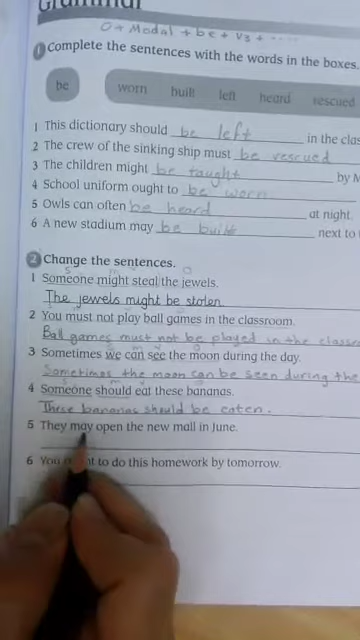 Grammar
O + Modal + be + V3 + ....
1 Complete the sentences with the words in the boxes.
be worn built left heard rescued
1 This dictionary should be left in the clas
2 The crew of the sinking ship must be rescued
3 The children might be taught by M
4 School uniform ought to be worn
5 Owls can often be heard at night.
6 A new stadium may be built next to
2 Change the sentences.
s m v o
1 Someone might steal the jewels.
The jewels might be stolen
2 You must not play ball games in the classroom.
Ball games must not be played in the classr
3 Sometimes we can see the moon during the day.
Sometimes the moon can be seen during the
4 Someone should eat these bananas.
These bananas should be eaten.
5 They may open the new mall in June.
6 You to do this homework by tomorrow.